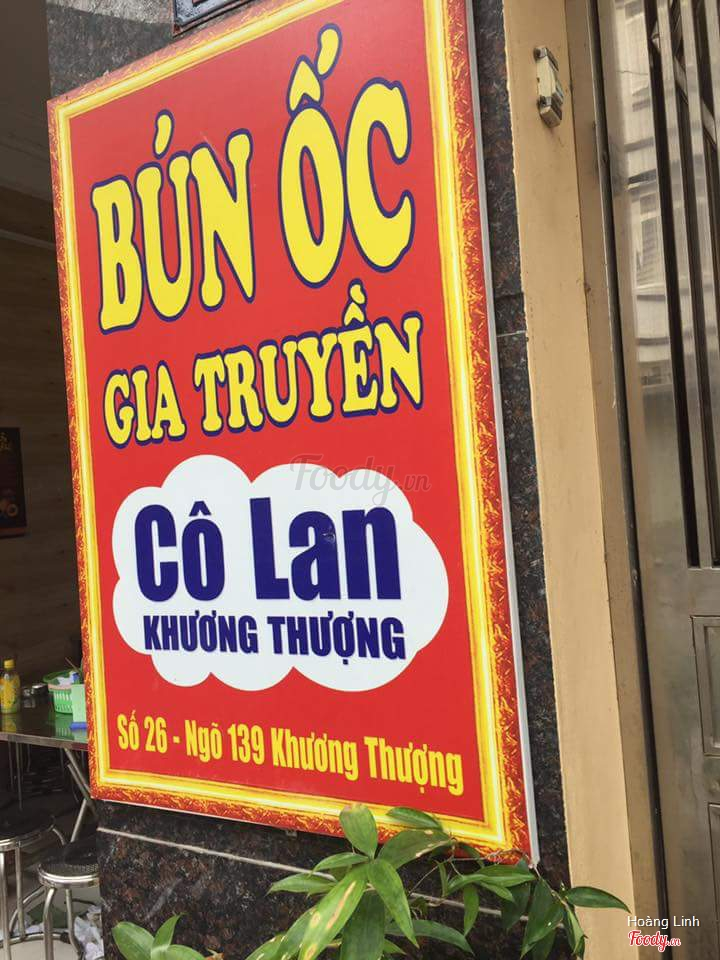 BÚN ỐC
GIA TRUYỀN
Foody.vn
Cô Lan
KHƯƠNG THƯỢNG
Số 26 - Ngõ 139 Khương Thượng
Hoàng Linh
Foody.vn